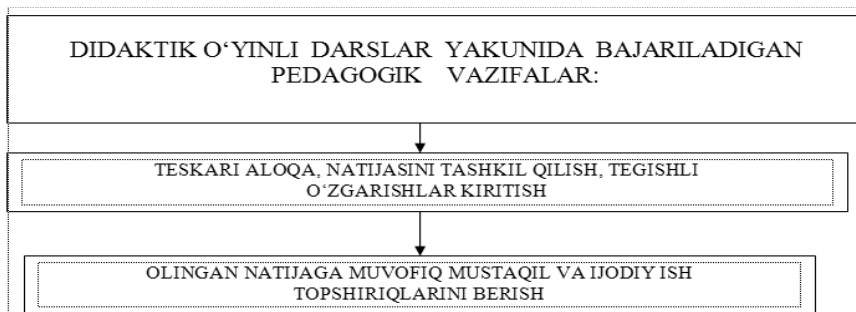 DIDAKTIK O‘YINLI DARSLAR YAKUNIDA BAJARILADIGAN
PEDAGOGIK VAZIFALAR:
TESKARI ALOQA, NATIJASINI TASHKIL QILISH, TEGISHLI
O‘ZGARISHLAR KIRITISH
OLINGAN NATIJAGA MUVOFIQ MUSTAQIL VA IJODIY ISH
TOPSHIRIQLARINI BERISH